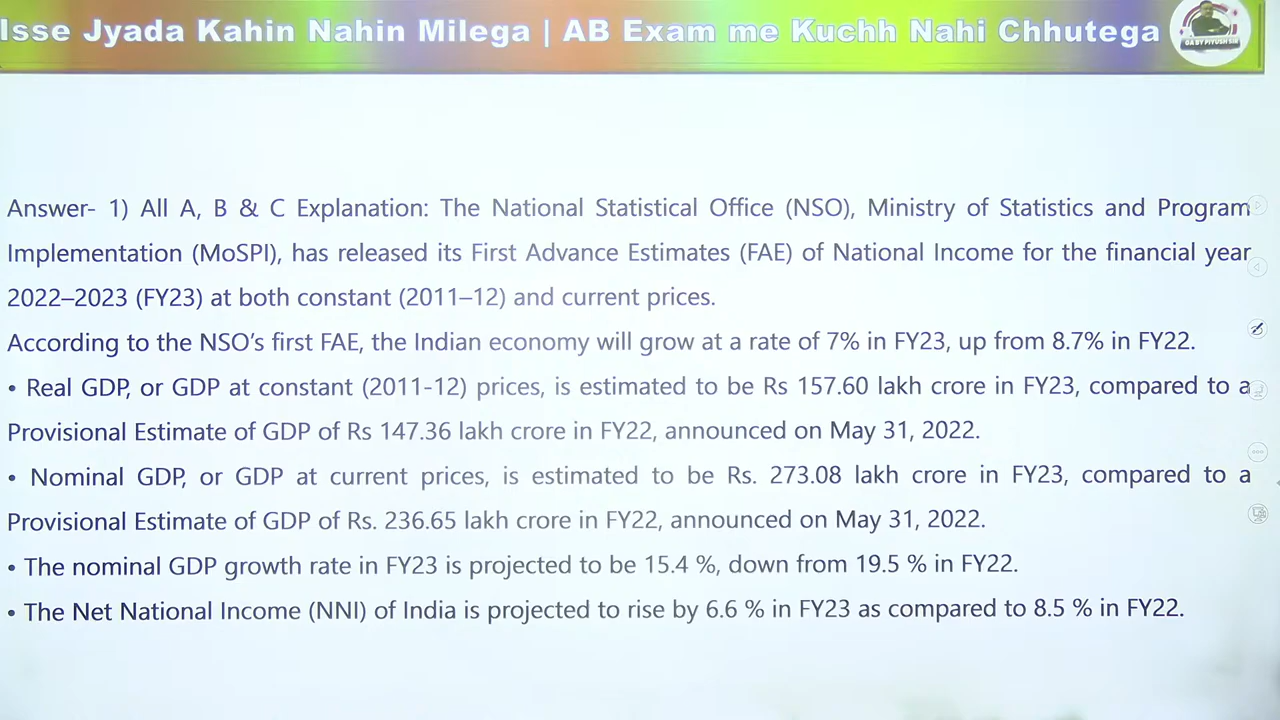 Isse Jyada Kahin Nahin Milega | AB Exam me Kuchh Nahi Chhutega
GA BY PIYUSH SIR
Answer- 1) All A, B & C Explanation: The National Statistical Office (NSO), Ministry of Statistics and Program
Implementation (MoSPI), has released its First Advance Estimates (FAE) of National Income for the financial year
2022–2023 (FY23) at both constant (2011–12) and current prices.
According to the NSO’s first FAE, the Indian economy will grow at a rate of 7% in FY23, up from 8.7% in FY22.
• Real GDP, or GDP at constant (2011-12) prices, is estimated to be Rs 157.60 lakh crore in FY23, compared to a
Provisional Estimate of GDP of Rs 147.36 lakh crore in FY22, announced on May 31, 2022.
• Nominal GDP, or GDP at current prices, is estimated to be Rs. 273.08 lakh crore in FY23, compared to a
Provisional Estimate of GDP of Rs. 236.65 lakh crore in FY22, announced on May 31, 2022.
• The nominal GDP growth rate in FY23 is projected to be 15.4 %, down from 19.5 % in FY22.
• The Net National Income (NNI) of India is projected to rise by 6.6 % in FY23 as compared to 8.5 % in FY22.